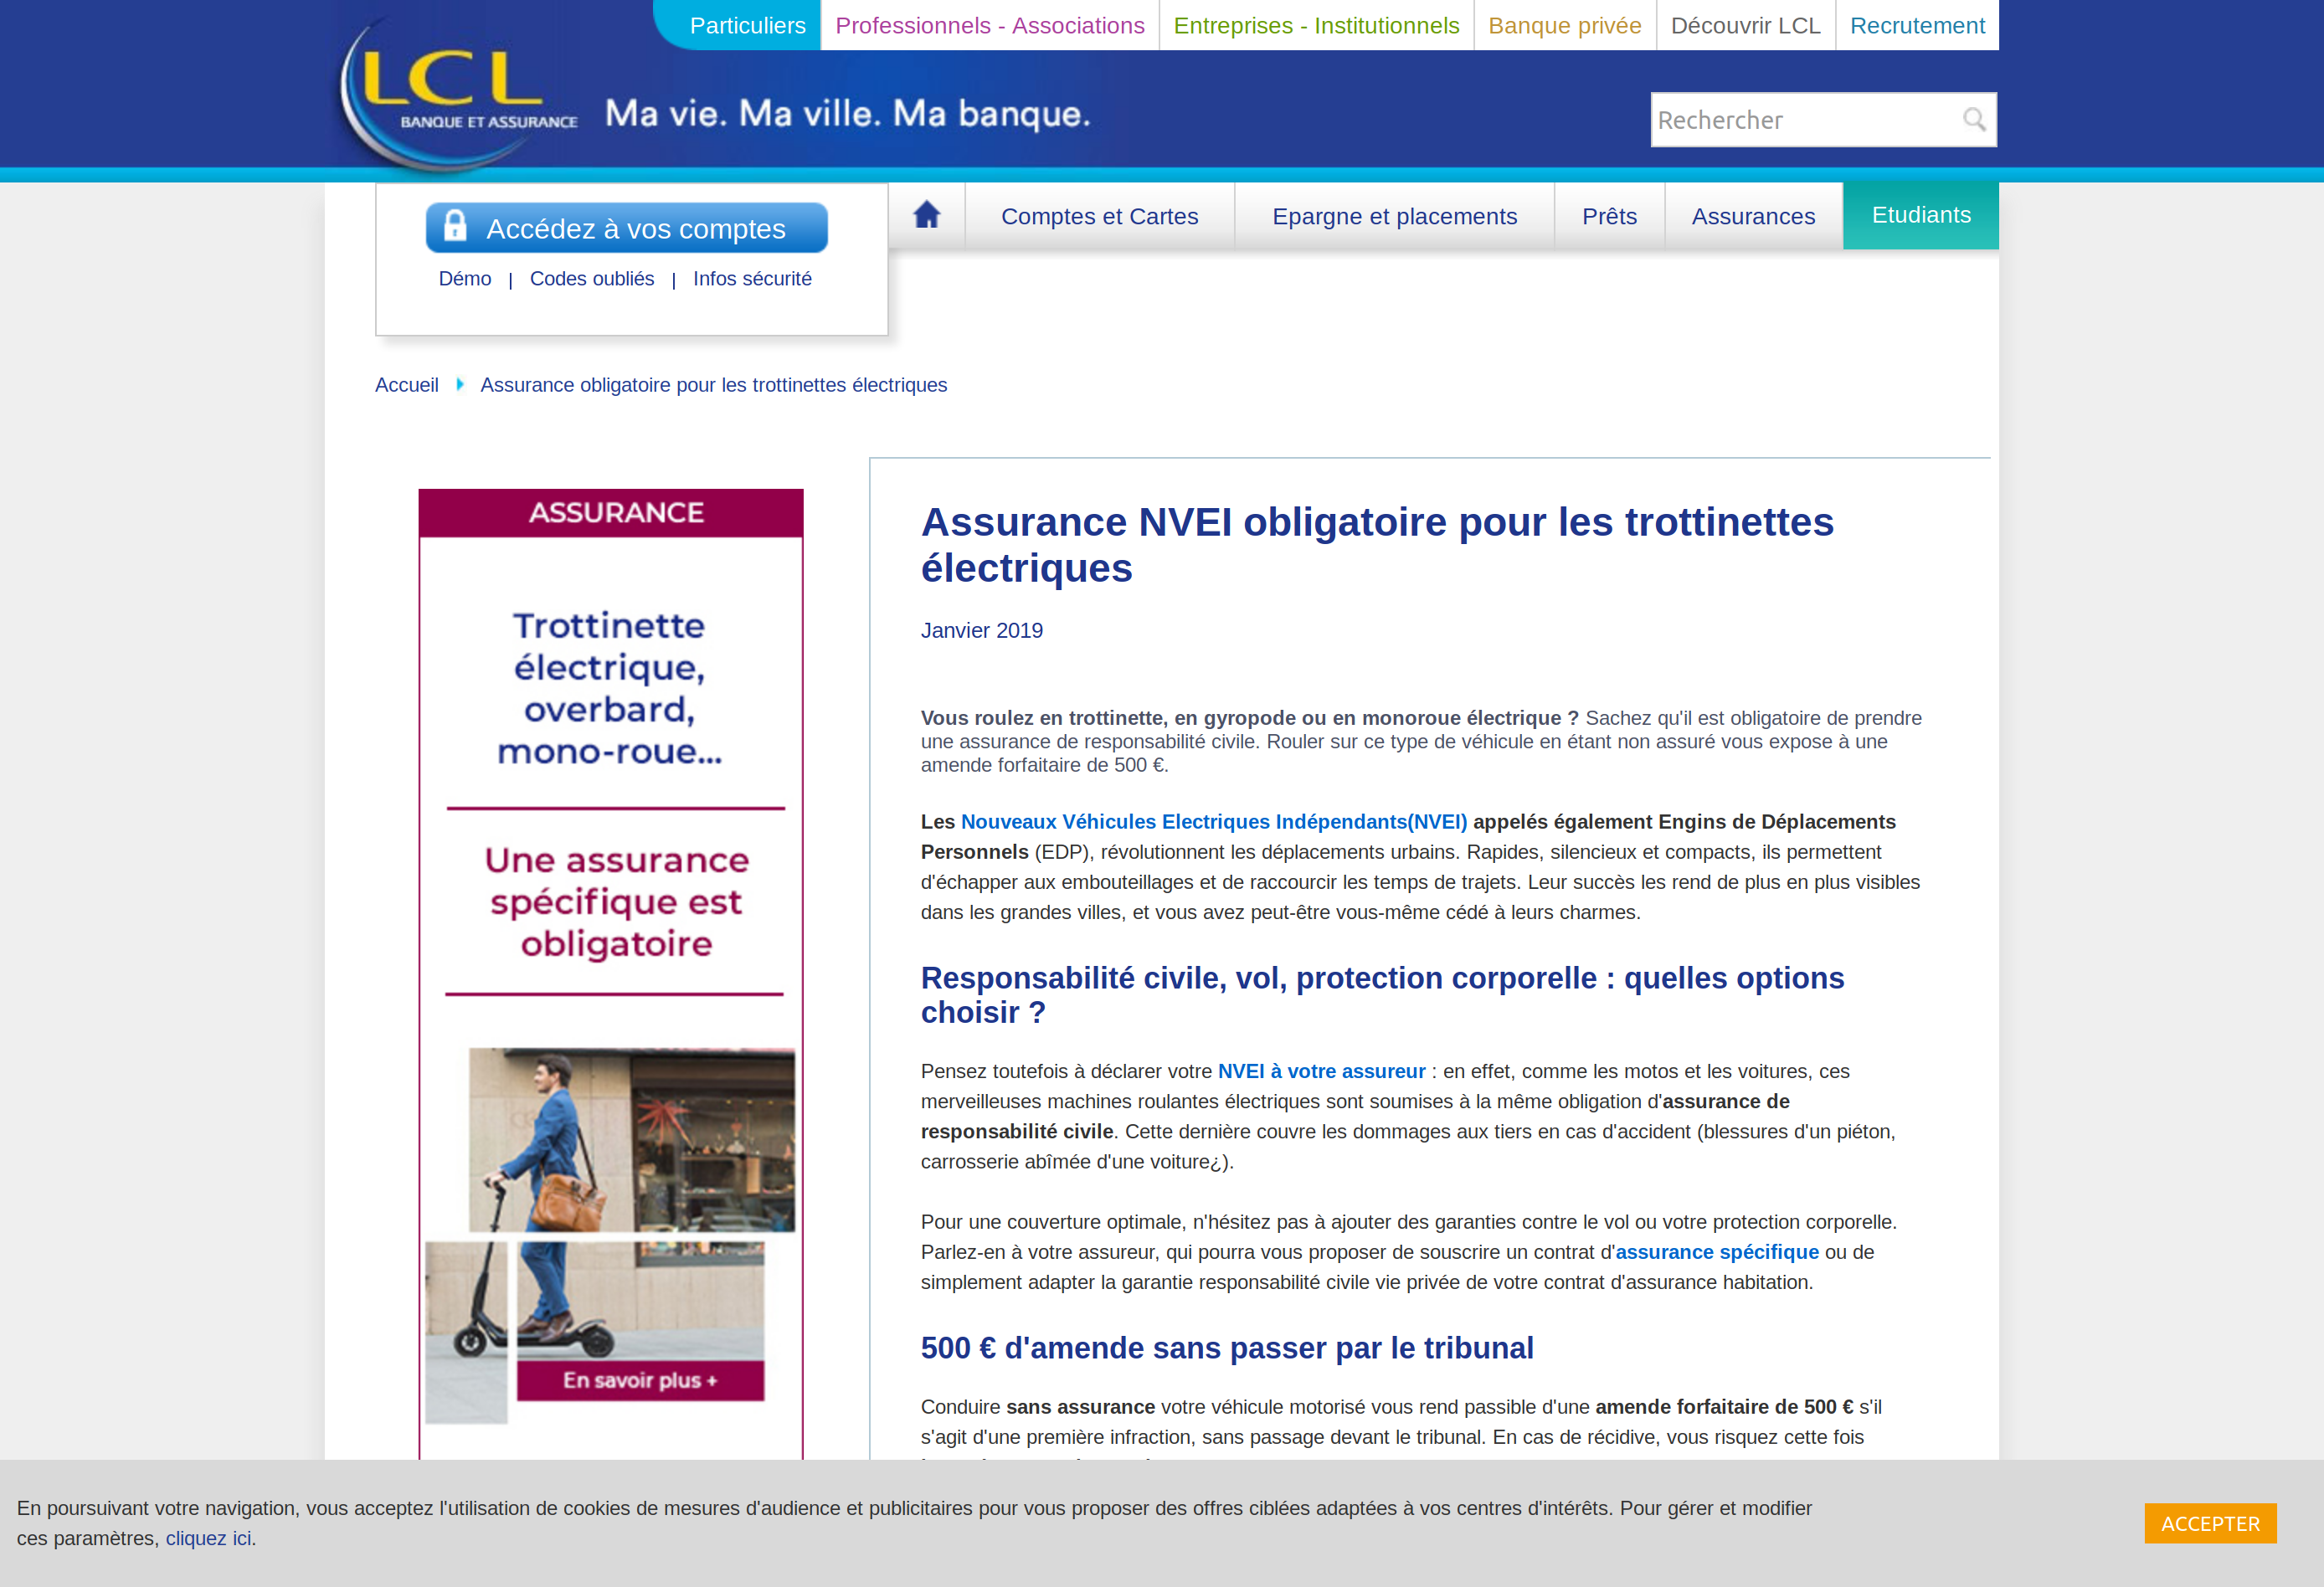 Particuliers Professionnels - Associations Entreprises - Institutionnels Banque privée Découvrir LCL Recrutement
LCL
BANQUE ET ASSURANCE
Ma vie. Ma ville. Ma banque.
Rechercher
Accédez à vos comptes
Démo | Codes oubliés | Infos sécurité
Comptes et Cartes Epargne et placements Prêts Assurances Etudiants
Accueil Assurance obligatoire pour les trottinettes électriques
ASSURANCE
Trottinette
électrique,
overbard,
mono-roue...
Une assurance
spécifique est
obligatoire
En savoir plus +
Assurance NVEI obligatoire pour les trottinettes
électriques
Janvier 2019
Vous roulez en trottinette, en gyropode ou en monoroue électrique ? Sachez qu'il est obligatoire de prendre
une assurance de responsabilité civile. Rouler sur ce type de véhicule en étant non assuré vous expose à une
amende forfaitaire de 500 €.
Les Nouveaux Véhicules Electriques Indépendants(NVEI) appelés également Engins de Déplacements
Personnels (EDP), révolutionnent les déplacements urbains. Rapides, silencieux et compacts, ils permettent
d'échapper aux embouteillages et de raccourcir les temps de trajets. Leur succès les rend de plus en plus visibles
dans les grandes villes, et vous avez peut-être vous-même cédé à leurs charmes.
Responsabilité civile, vol, protection corporelle : quelles options
choisir ?
Pensez toutefois à déclarer votre NVEI à votre assureur : en effet, comme les motos et les voitures, ces
merveilleuses machines roulantes électriques sont soumises à la même obligation d'assurance de
responsabilité civile. Cette dernière couvre les dommages aux tiers en cas d'accident (blessures d'un piéton,
carrosserie abîmée d'une voiture¿).
Pour une couverture optimale, n'hésitez pas à ajouter des garanties contre le vol ou votre protection corporelle.
Parlez-en à votre assureur, qui pourra vous proposer de souscrire un contrat d'assurance spécifique ou de
simplement adapter la garantie responsabilité civile vie privée de votre contrat d'assurance habitation.
500 € d'amende sans passer par le tribunal
Conduire sans assurance votre véhicule motorisé vous rend passible d'une amende forfaitaire de 500 € s'il
s'agit d'une première infraction, sans passage devant le tribunal. En cas de récidive, vous risquez cette fois
En poursuivant votre navigation, vous acceptez l'utilisation de cookies de mesures d'audience et publicitaires pour vous proposer des offres ciblées adaptées à vos centres d'intérêts. Pour gérer et modifier
ces paramètres, cliquez ici.
ACCEPTER